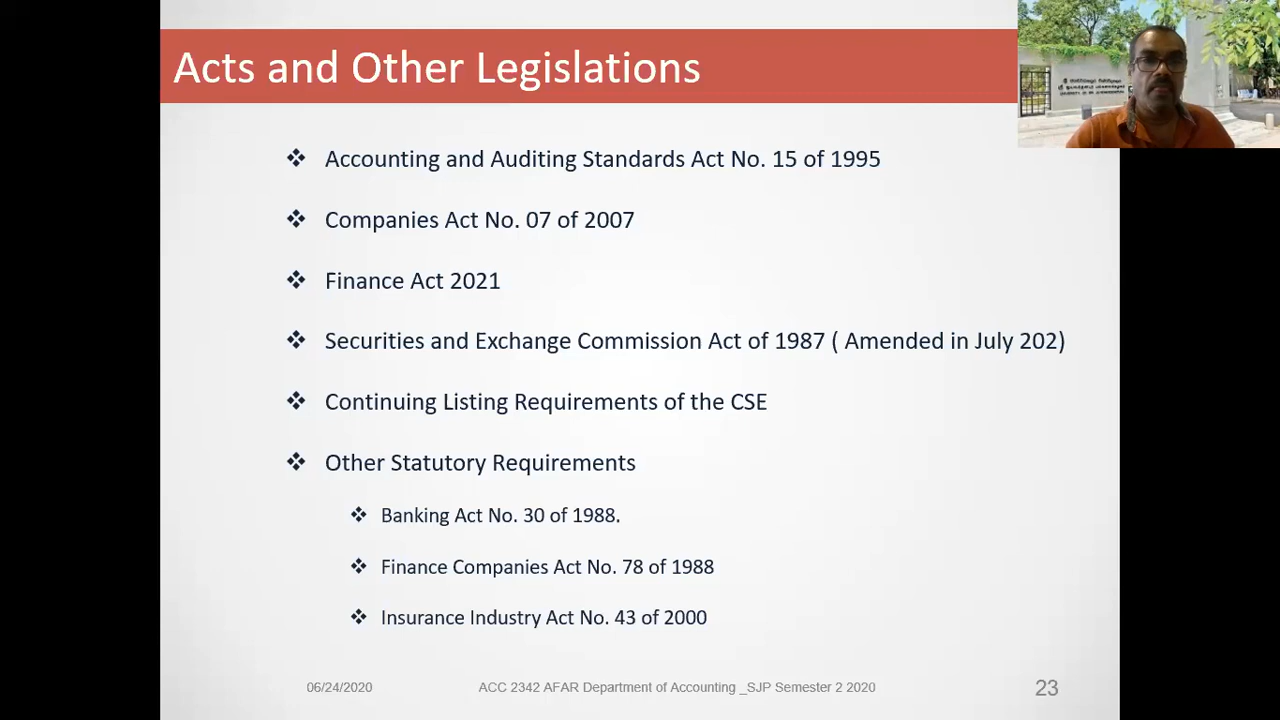 Acts and Other Legislations
❖ Accounting and Auditing Standards Act No. 15 of 1995
❖ Companies Act No. 07 of 2007
❖ Finance Act 2021
❖ Securities and Exchange Commission Act of 1987 ( Amended in July 202)
❖ Continuing Listing Requirements of the CSE
❖ Other Statutory Requirements
❖ Banking Act No. 30 of 1988.
❖ Finance Companies Act No. 78 of 1988
❖ Insurance Industry Act No. 43 of 2000
06/24/2020 ACC 2342 AFAR Department of Accounting _SJP Semester 2 2020 23